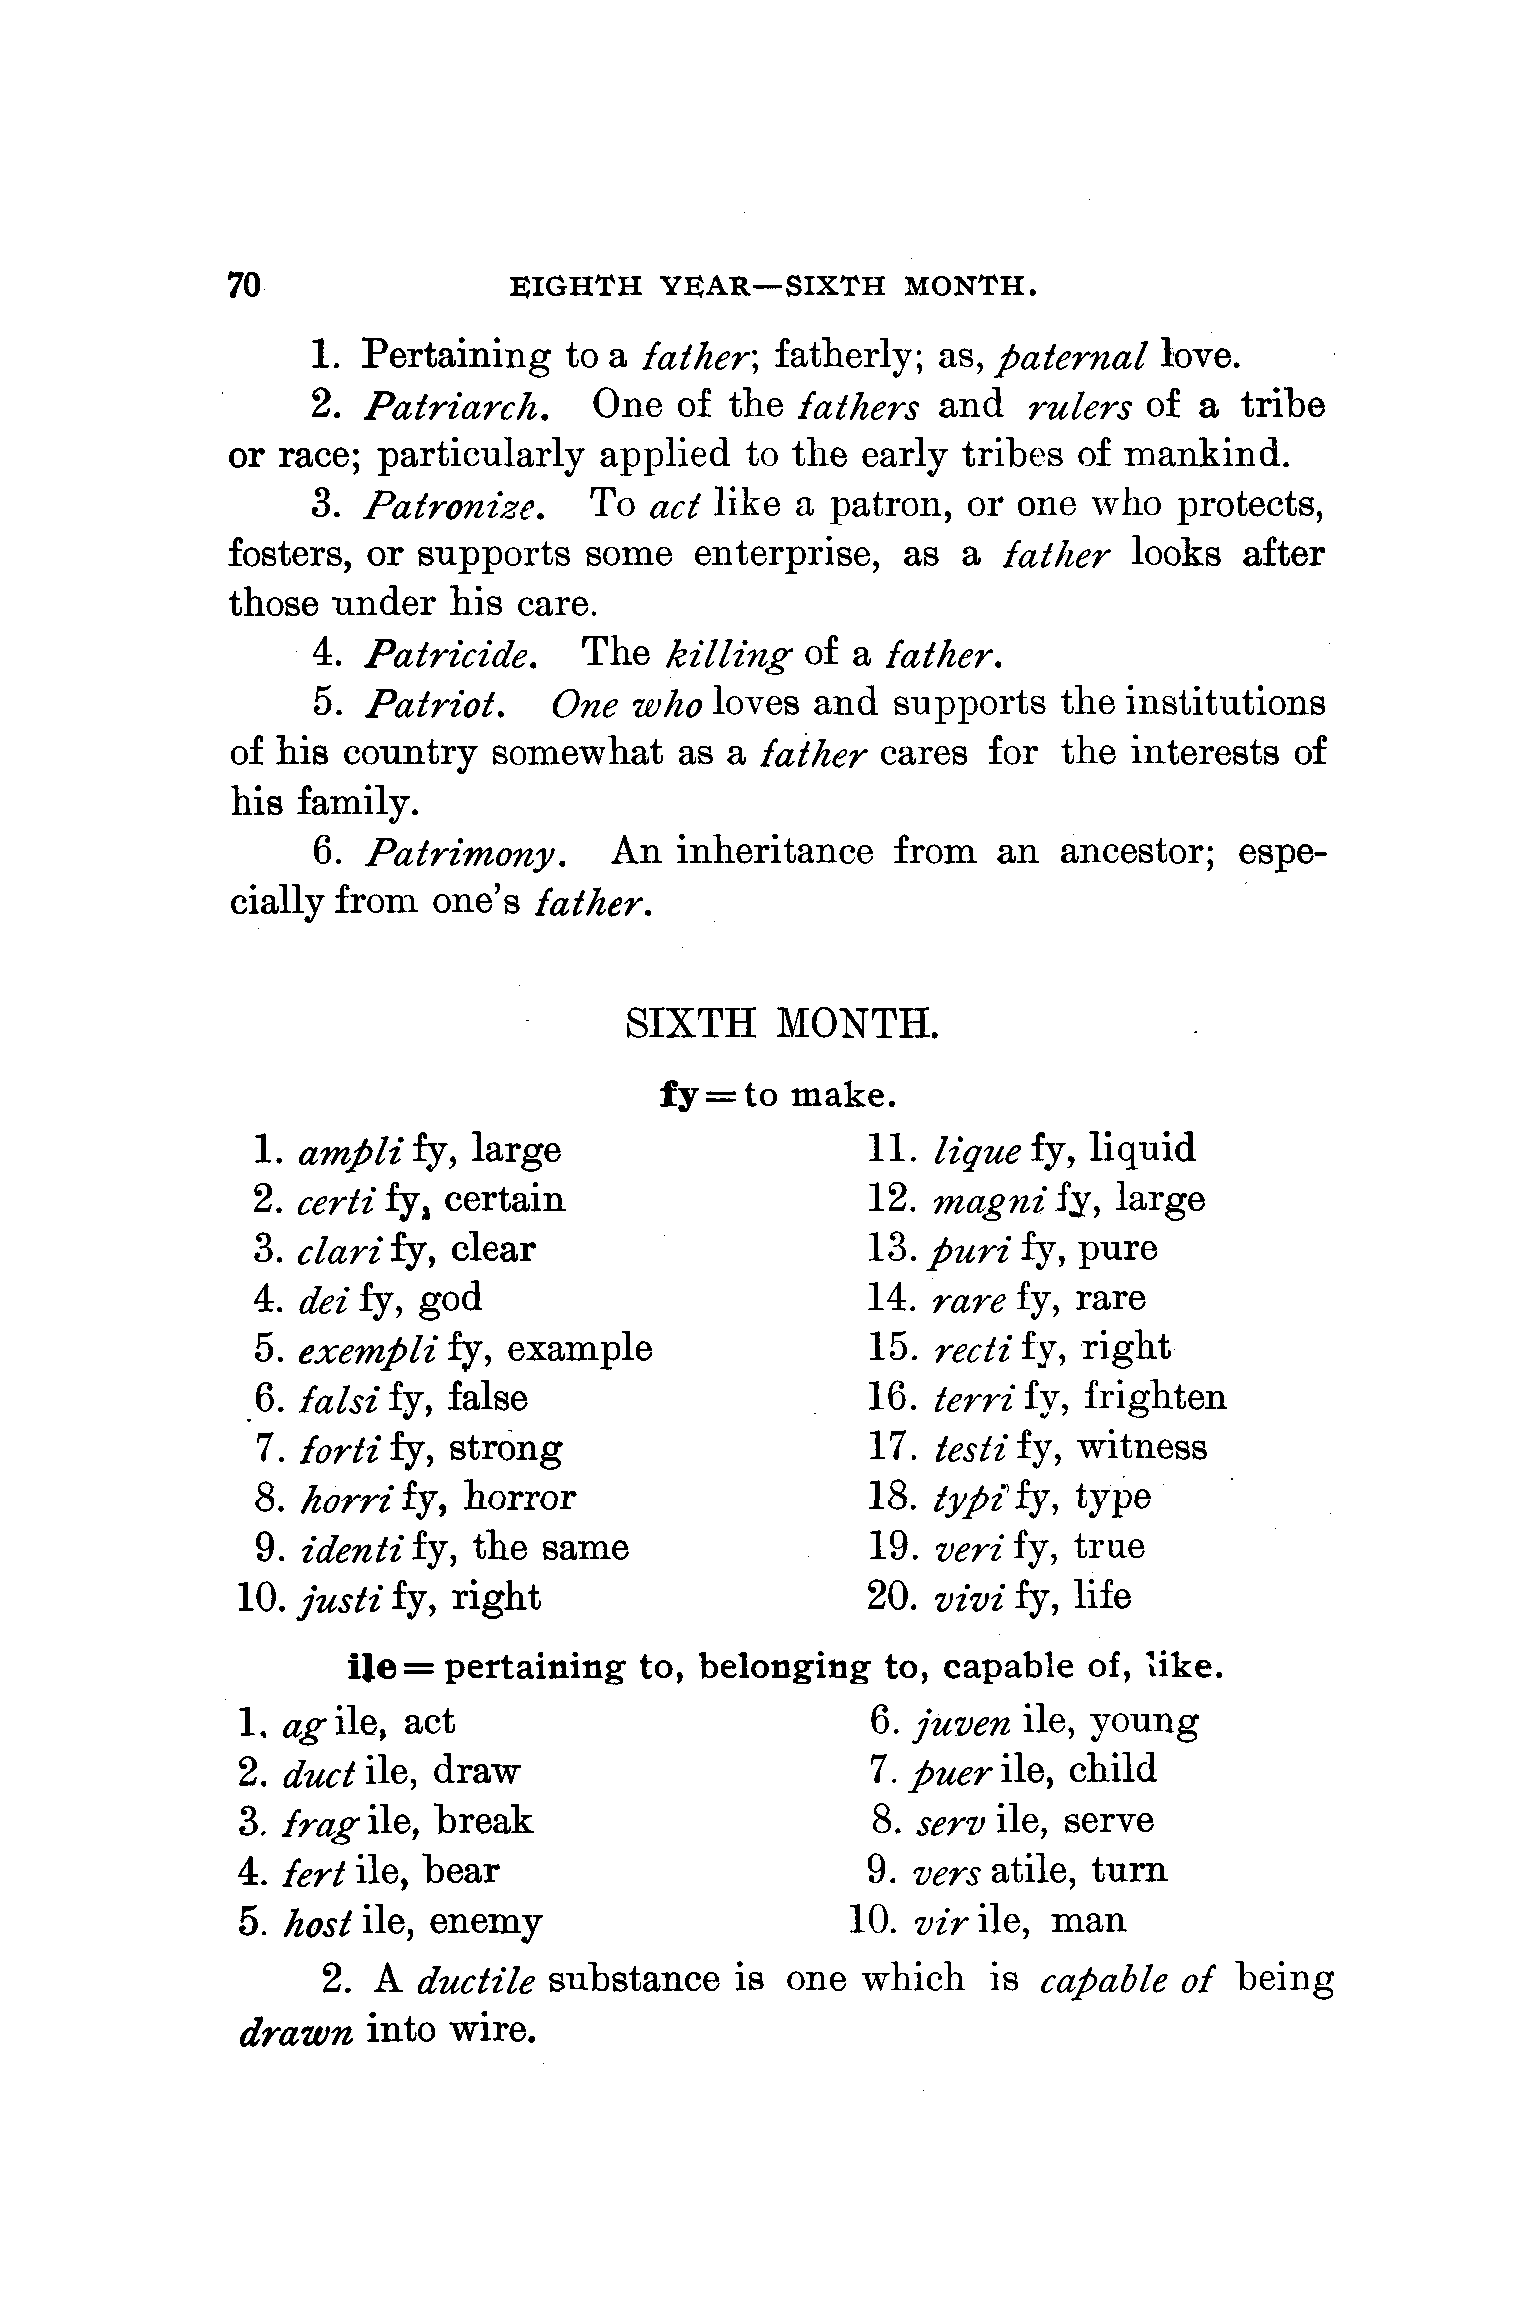 70 EIGHTH YEAR—SIXTH MONTH.
1. Pertaining to a father; fatherly; as, paternal love.
2. Patriarch. One of the fathers and rulers of a tribe
or race; particularly applied to the early tribes of mankind.
3. Patronize. To act like a patron, or one who protects,
fosters, or supports some enterprise, as a father looks after
those under his care.
4. Patricide. The killing of a father.
5. Patriot. One who loves and supports the institutions
of his country somewhat as a father cares for the interests of
his family.
6. Patrimony. An inheritance from an ancestor; espe-
cially from one's father.
SIXTH MONTH.
fy=to make.
1. ampli fy, large
2. certi fy, certain
3. clari fy, clear
4. dei fy, god
5. exempli fy, example
6. falsi fy, false
7. forti fy, strong
8. horri fy, horror
9. identi fy, the same
10. justi fy, right
11. lique fy, liquid
12. magni fy, large
13. puri fy, pure
14. rare fy, rare
15. recti fy, right
16. terri fy, frighten
17. testi fy, witness
18. typi fy, type
19. veri fy, true
20. vivi fy, life
ile=pertaining to, belonging to, capable of, like.
1. ag ile, act
2. duct ile, draw
3. frag ile, break
4. fert ile, bear
5. host ile, enemy
6. juven ile, young
7. puer ile, child
8. serv ile, serve
9. vers atile, turn
10. vir ile, man
2. A ductile substance is one which is capable of being
drawn into wire.